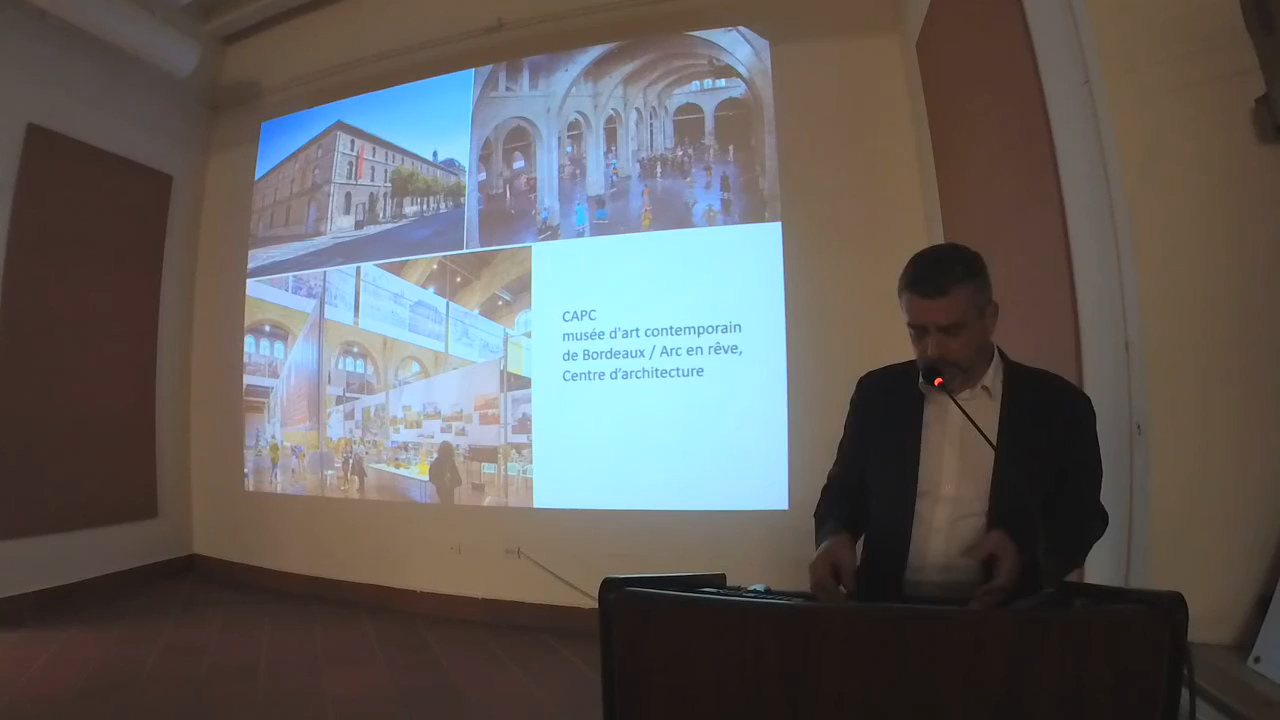 CAPC
musée d'art contemporain
de Bordeaux / Arc en rêve,
Centre d'architecture